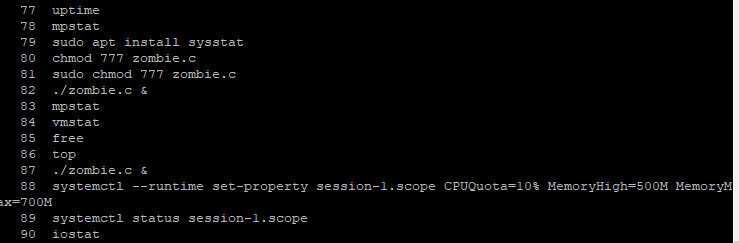 77 uptime
78 mpstat
79 sudo apt install sysstat
80 chmod 777 zombie.c
81 sudo chmod 777 zombie.c
82 ./zombie.c &
83 mpstat
84 vmstat
85 free
86 top
87 ./zombie.c &
88 systemctl --runtime set-property session-1.scope CPUQuota=10% MemoryHigh=500M MemoryM
ax=700M
89 systemctl status session-1.scope
90 iostat